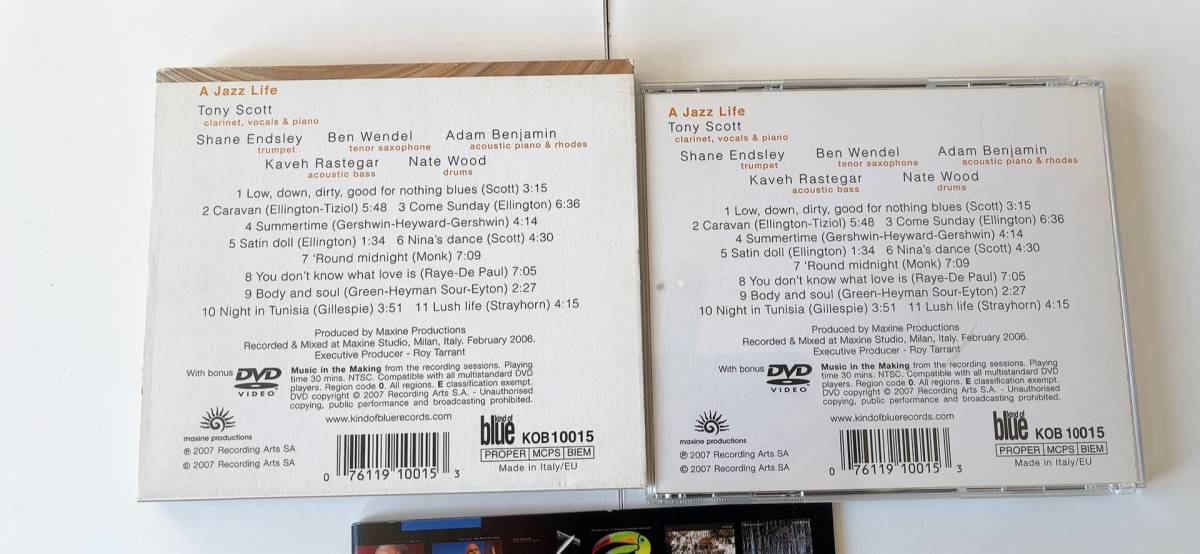 A Jazz Life
Tony Scott
clarinet, vocals & piano
Shane Endsley Ben Wendel Adam Benjamin
trumpet tenor saxophone acoustic piano & rhodes
Kaveh Rastegar Nate Wood
acoustic bass drums
1 Low, down, dirty, good for nothing blues (Scott) 3:15
2 Caravan (Ellington-Tiziol) 5:48 3 Come Sunday (Ellington) 6:36
4 Summertime (Gershwin-Heyward-Gershwin) 4:14
5 Satin doll (Ellington) 1:34 6 Nina's dance (Scott) 4:30
7 'Round midnight (Monk) 7:09
8 You don't know what love is (Raye-De Paul) 7:05
9 Body and soul (Green-Heyman Sour-Eyton) 2:27
10 Night in Tunisia (Gillespie) 3:51 11 Lush life (Strayhorn) 4:15
Produced by Maxine Productions
Recorded & Mixed at Maxine Studio, Milan, Italy. February 2006.
Executive Producer - Roy Tarrant
With bonus DVD VIDEO
Music in the Making from the recording sessions. Playing
time 30 mins. NTSC. Compatible with all multistandard DVD
players. Region code 0. All regions. E classification exempt.
DVD copyright © 2007 Recording Arts S.A. - Unauthorised
copying, public performance and broadcasting prohibited.
www.kindofbluerecords.com
maxine productions
℗ 2007 Recording Arts SA
© 2007 Recording Arts SA
0 76119 10015 3
kind of blue KOB 10015
PROPER MCPS BIEM
Made in Italy/EU
A Jazz Life
Tony Scott
clarinet, vocals & piano
Shane Endsley Ben Wendel Adam Benjamin
trumpet tenor saxophone acoustic piano & rhodes
Kaveh Rastegar Nate Wood
acoustic bass drums
1 Low, down, dirty, good for nothing blues (Scott) 3:15
2 Caravan (Ellington-Tiziol) 5:48 3 Come Sunday (Ellington) 6:36
4 Summertime (Gershwin-Heyward-Gershwin) 4:14
5 Satin doll (Ellington) 1:34 6 Nina's dance (Scott) 4:30
7 'Round midnight (Monk) 7:09
8 You don't know what love is (Raye-De Paul) 7:05
9 Body and soul (Green-Heyman Sour-Eyton) 2:27
10 Night in Tunisia (Gillespie) 3:51 11 Lush life (Strayhorn) 4:15
Produced by Maxine Productions
Recorded & Mixed at Maxine Studio, Milan, Italy. February 2006.
Executive Producer - Roy Tarrant
With bonus DVD VIDEO
Music in the Making from the recording sessions. Playing
time 30 mins. NTSC. Compatible with all multistandard DVD
players. Region code 0. All regions. E classification exempt.
DVD copyright © 2007 Recording Arts S.A. - Unauthorised
copying, public performance and broadcasting prohibited.
www.kindofbluerecords.com
maxine productions
℗ 2007 Recording Arts SA
© 2007 Recording Arts SA
0 76119 10015 3
kind of blue KOB 10015
PROPER MCPS BIEM
Made in Italy/EU